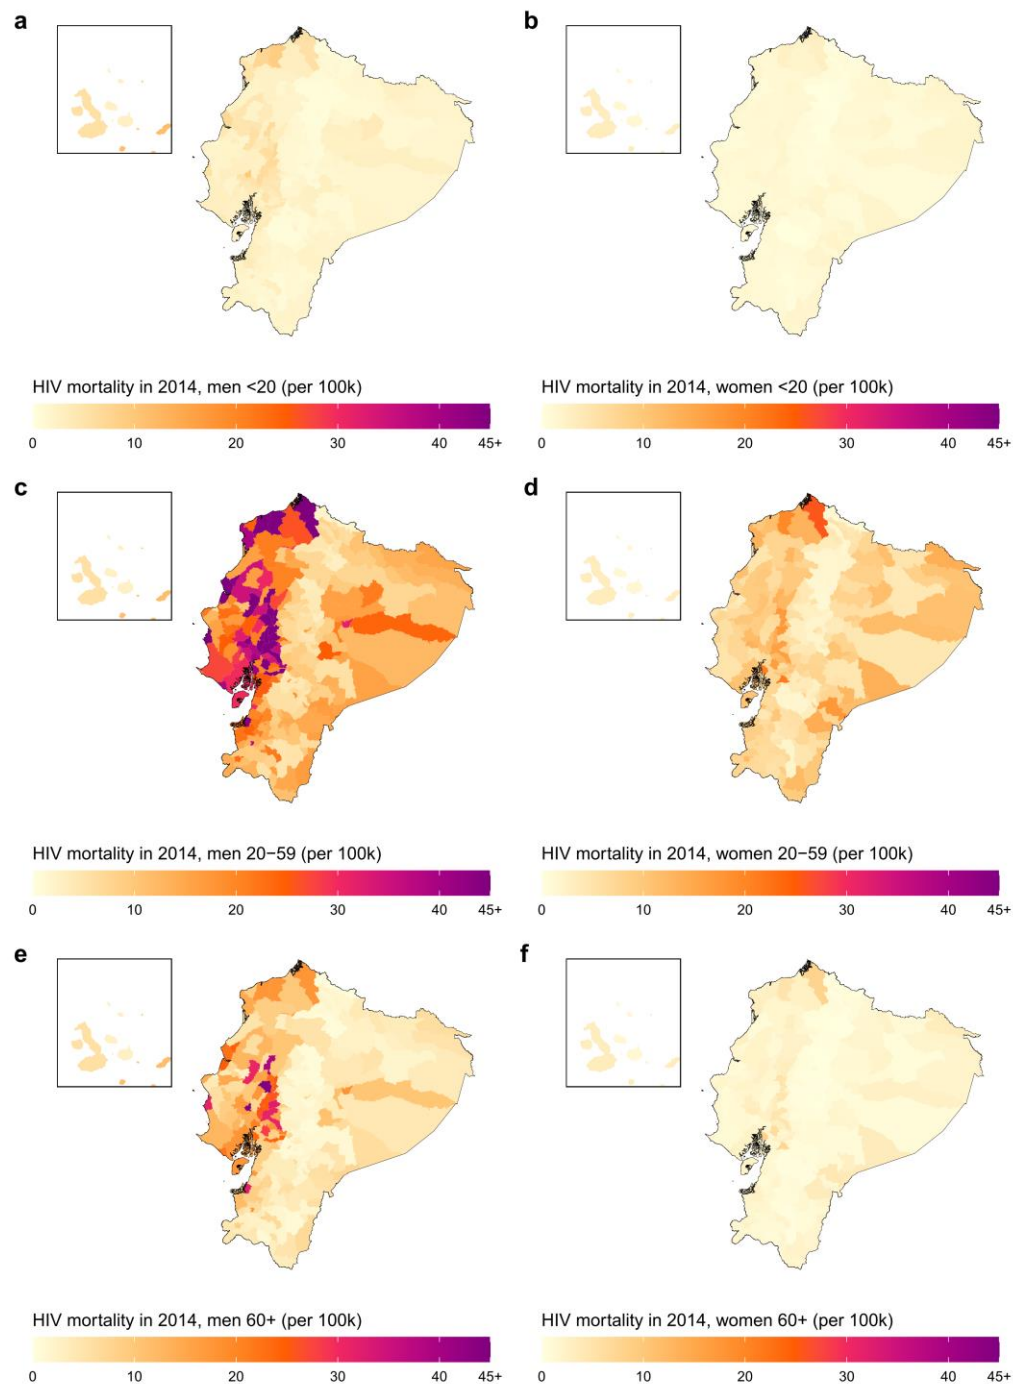 a
b
HIV mortality in 2014, men <20 (per 100k)
0 10 20 30 40 45+
HIV mortality in 2014, women <20 (per 100k)
0 10 20 30 40 45+
c
d
HIV mortality in 2014, men 20−59 (per 100k)
0 10 20 30 40 45+
HIV mortality in 2014, women 20−59 (per 100k)
0 10 20 30 40 45+
e
f
HIV mortality in 2014, men 60+ (per 100k)
0 10 20 30 40 45+
HIV mortality in 2014, women 60+ (per 100k)
0 10 20 30 40 45+